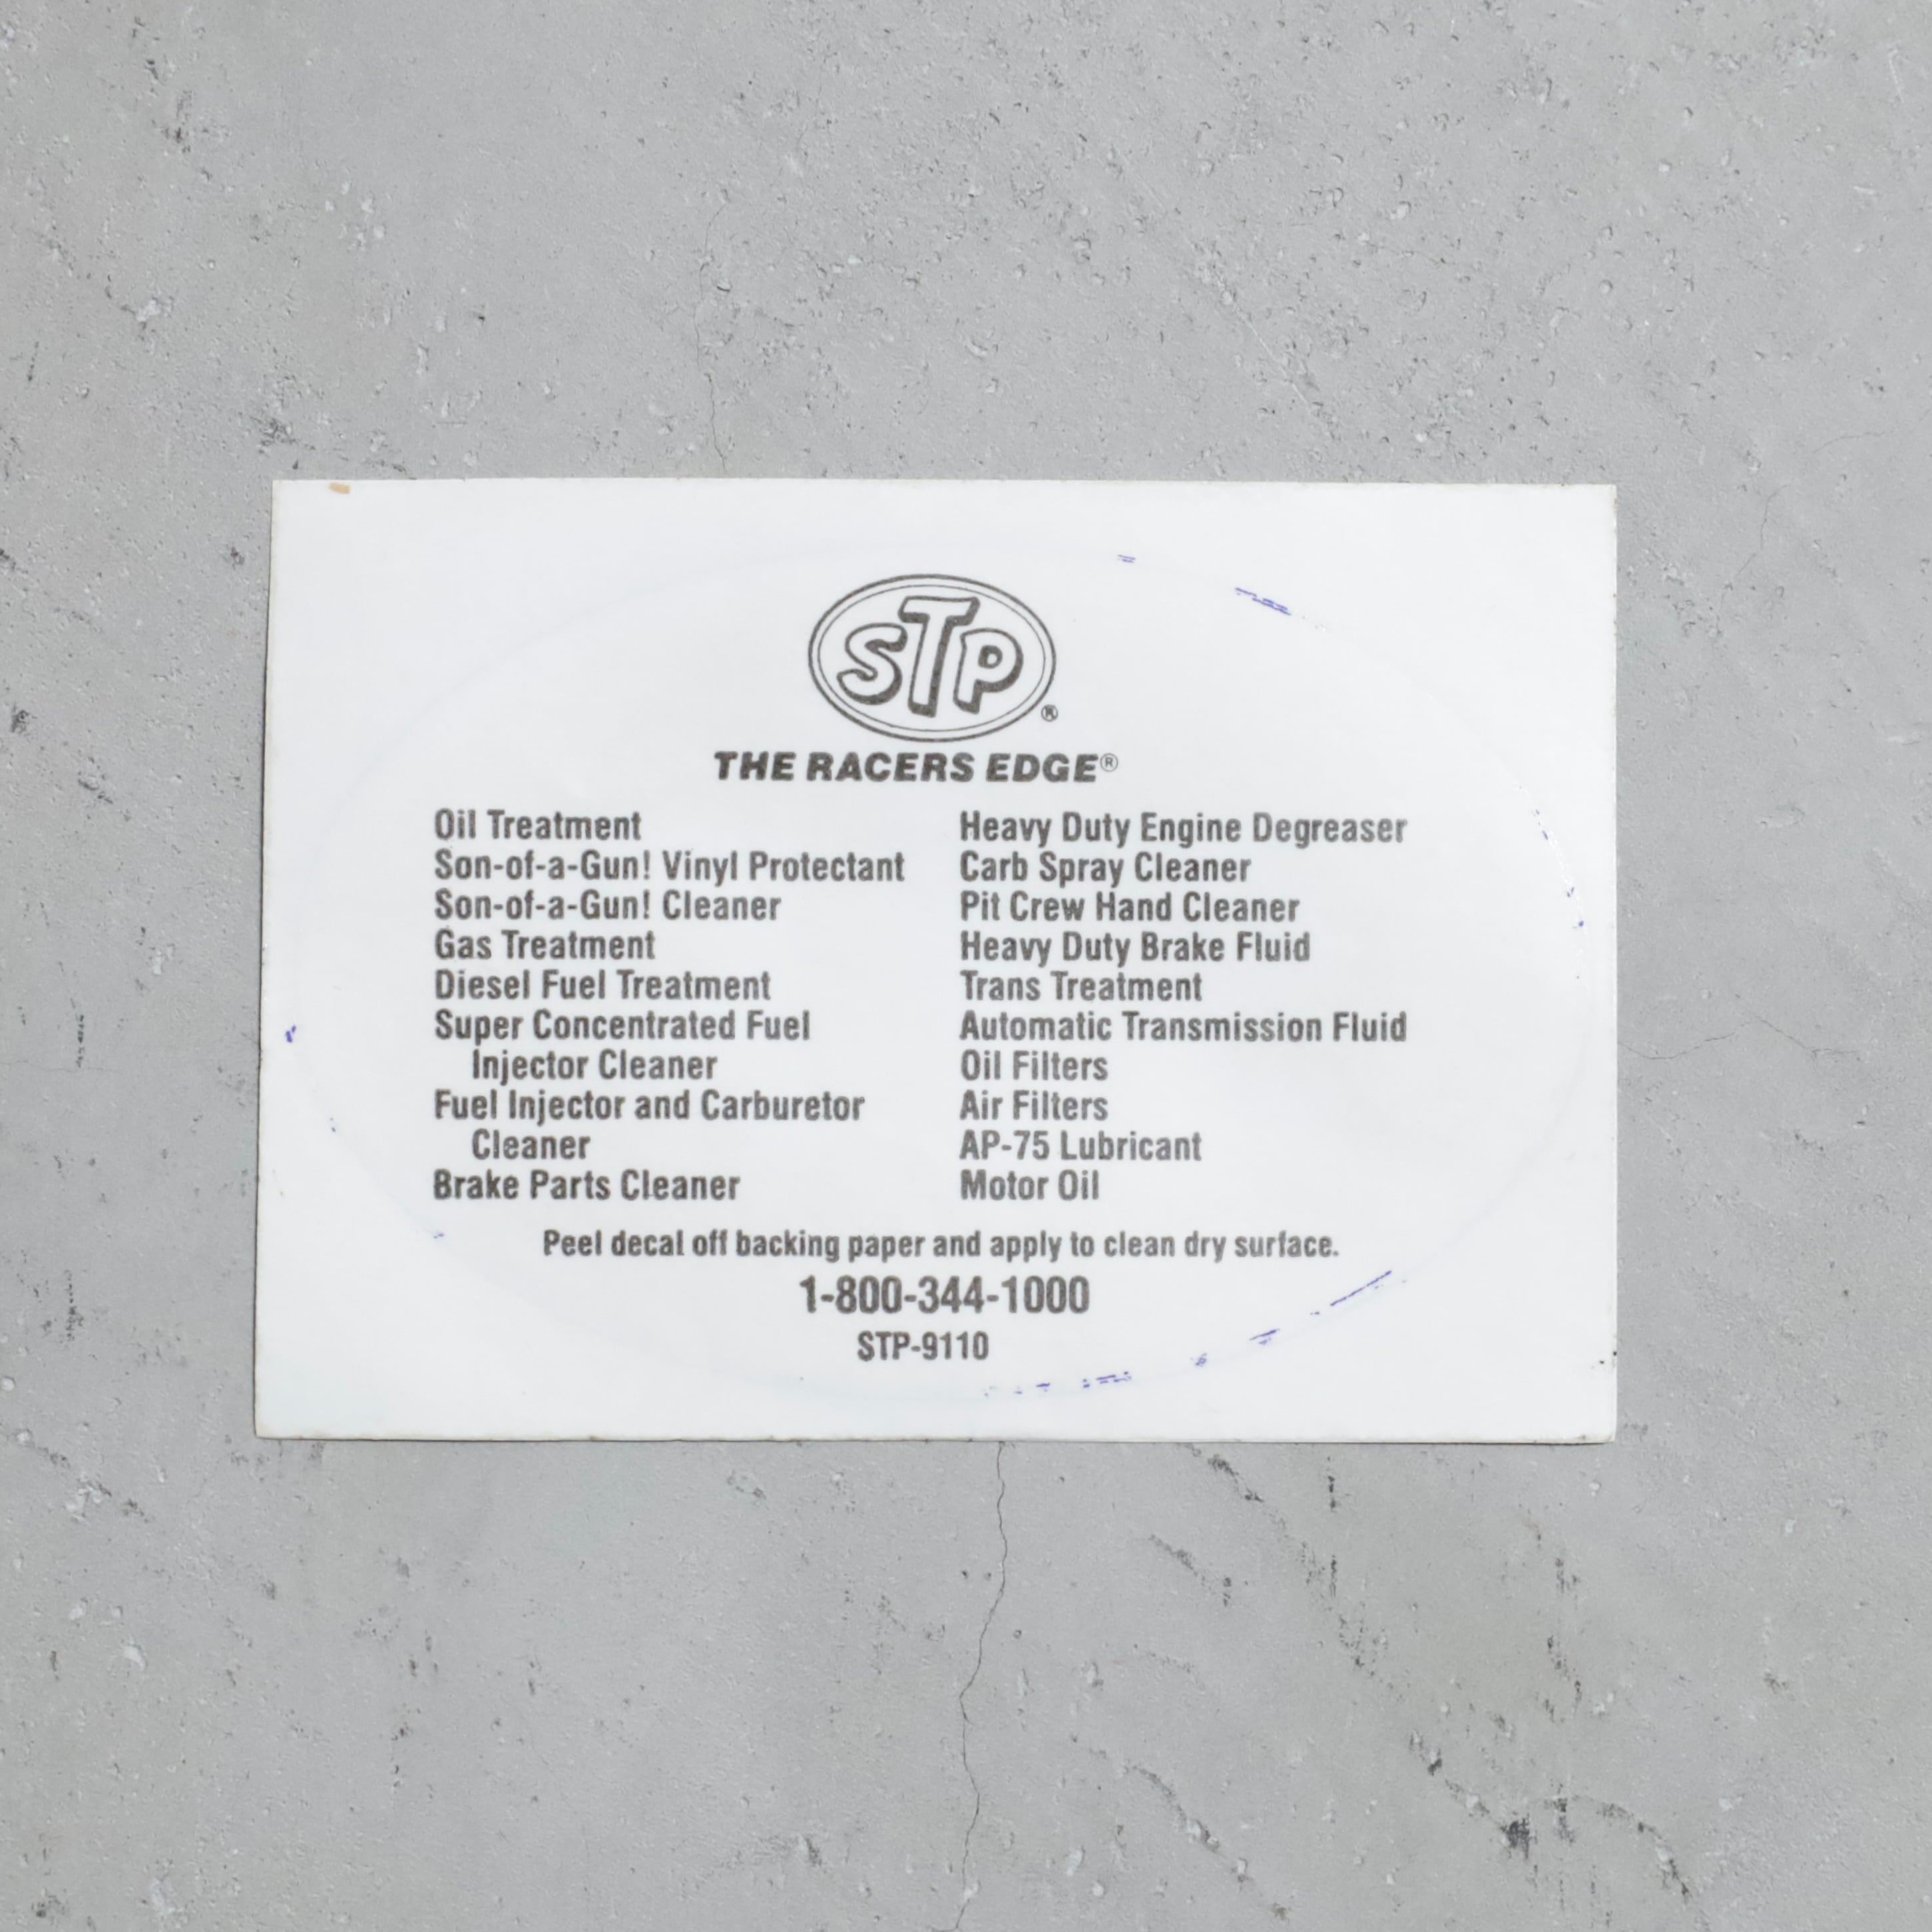 STP®
THE RACERS EDGE®
Oil Treatment
Son-of-a-Gun! Vinyl Protectant
Son-of-a-Gun! Cleaner
Gas Treatment
Diesel Fuel Treatment
Super Concentrated Fuel
Injector Cleaner
Fuel Injector and Carburetor
Cleaner
Brake Parts Cleaner
Heavy Duty Engine Degreaser
Carb Spray Cleaner
Pit Crew Hand Cleaner
Heavy Duty Brake Fluid
Trans Treatment
Automatic Transmission Fluid
Oil Filters
Air Filters
AP-75 Lubricant
Motor Oil
Peel decal off backing paper and apply to clean dry surface.
1-800-344-1000
STP-9110